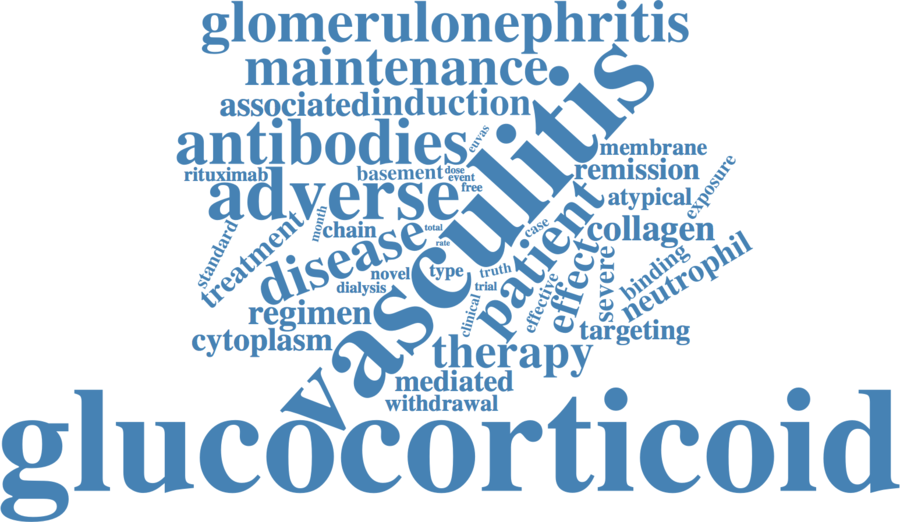 glomerulonephritis
maintenance
associated
induction
vasculitis
antibodies
euvas
membrane
rituximab
basement
dose
event
free
remission
adverse
atypical
exposure
month
chain
total
rate
standard
treatment
disease
patient
case
collagen
novel
type
truth
effect
severe
binding
neutrophil
dialysis
trial
effective
clinical
regimen
cytoplasm
targeting
therapy
mediated
withdrawal
glucocorticoid